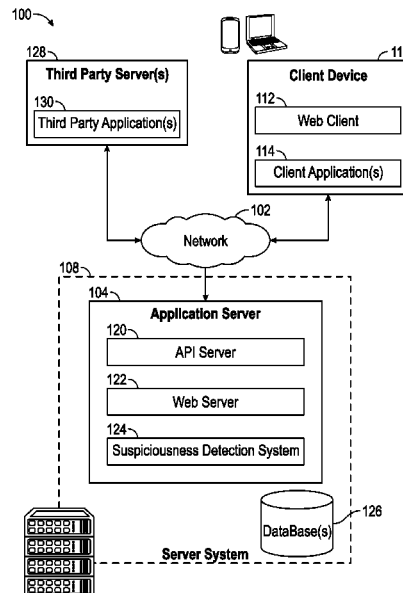 100
128
Third Party Server(s)
130
Third Party Application(s)
11
Client Device
112
Web Client
114
Client Application(s)
102
Network
108
104
Application Server
120
API Server
122
Web Server
124
Suspiciousness Detection System
126
DataBase(s)
Server System